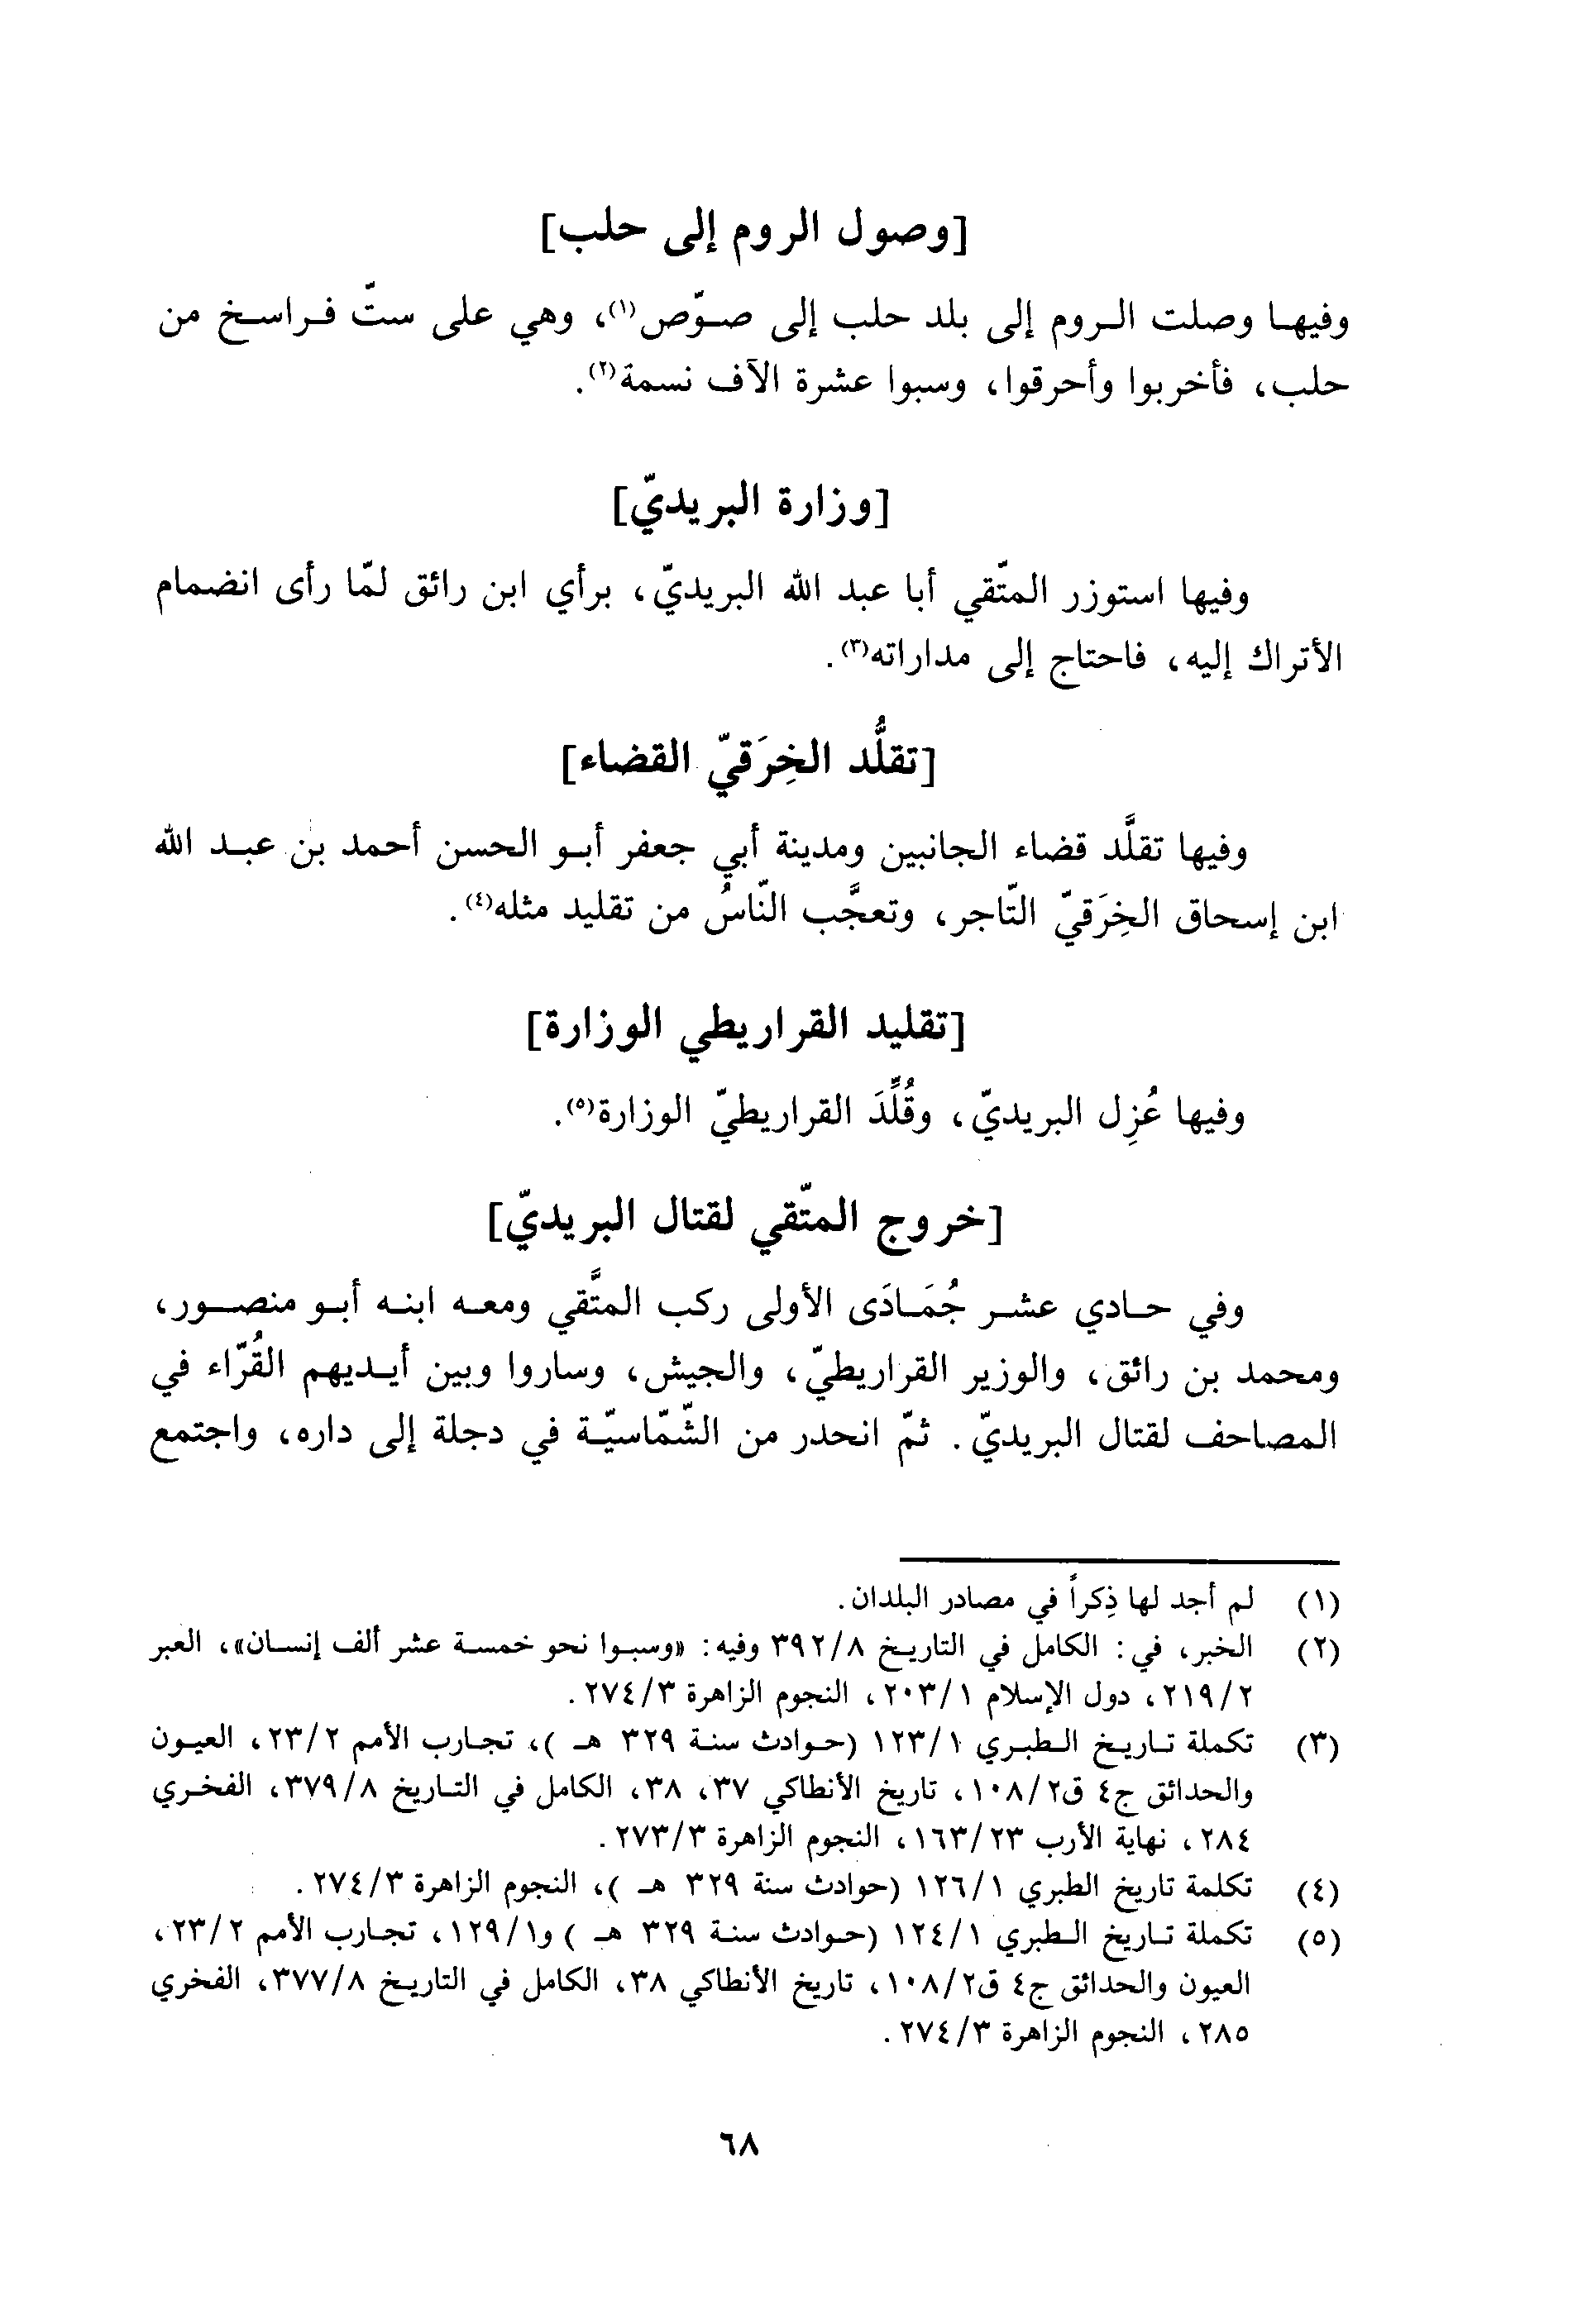 [وصول الروم إلى حلب]
وفيها وصلت الروم إلى بلد حلب إلى صوّص(١)، وهي على ستّ فراسخ من
حلب، فأخربوا وأحرقوا، وسبوا عشرة الآف نسمة(٢).
[وزارة البريديّ]
وفيها استوزر المتّقي أبا عبد الله البريديّ، برأي ابن رائق لمّا رأى انضمام
الأتراك إليه، فاحتاج إلى مداراته(٣).
[تقلُّد الخِرَقيّ القضاء]
وفيها تقلَّد قضاء الجانبين ومدينة أبي جعفر أبو الحسن أحمد بن عبد الله
ابن إسحاق الخِرَقيّ التّاجر، وتعجَّب النّاسُ من تقليد مثله(٤).
[تقليد القراريطي الوزارة]
وفيها عُزِل البريديّ، وقُلِّدَ القراريطيّ الوزارة(٥).
[خروج المتّقي لقتال البريديّ]
وفي حادي عشر جُمَادَى الأولى ركب المتَّقي ومعه ابنه أبو منصور،
ومحمد بن رائق، والوزير القراريطيّ، والجيش، وساروا وبين أيديهم القُرّاء في
المصاحف لقتال البريديّ. ثمّ انحدر من الشّمّاسيّة في دجلة إلى داره، واجتمع
(١) لم أجد لها ذِكراً في مصادر البلدان.
(٢) الخبر، في: الكامل في التاريخ ٣٩٢/٨ وفيه: «وسبوا نحو خمسة عشر ألف إنسان»، العبر
٢١٩/٢، دول الإسلام ٢٠٣/١، النجوم الزاهرة ٢٧٤/٣.
(٣) تكملة تاريخ الطبري ١٢٣/١ (حوادث سنة ٣٢٩ هـ )، تجارب الأمم ٢٣/٢، العيون
والحدائق ج٤ ق١٠٨/٢، تاريخ الأنطاكي ٣٧، ٣٨، الكامل في التاريخ ٣٧٩/٨، الفخري
٢٨٤، نهاية الأرب ١٦٣/٢٣، النجوم الزاهرة ٢٧٣/٣.
(٤) تكلمة تاريخ الطبري ١٢٦/١ (حوادث سنة ٣٢٩ هـ )، النجوم الزاهرة ٢٧٤/٣.
(٥) تكملة تاريخ الطبري ١٢٤/١ (حوادث سنة ٣٢٩ هـ ) و١٢٩/١، تجارب الأمم ٢٣/٢،
العيون والحدائق ج٤ ق١٠٨/٢، تاريخ الأنطاكي ٣٨، الكامل في التاريخ ٣٧٧/٨، الفخري
٢٨٥، النجوم الزاهرة ٢٧٤/٣.
٦٨